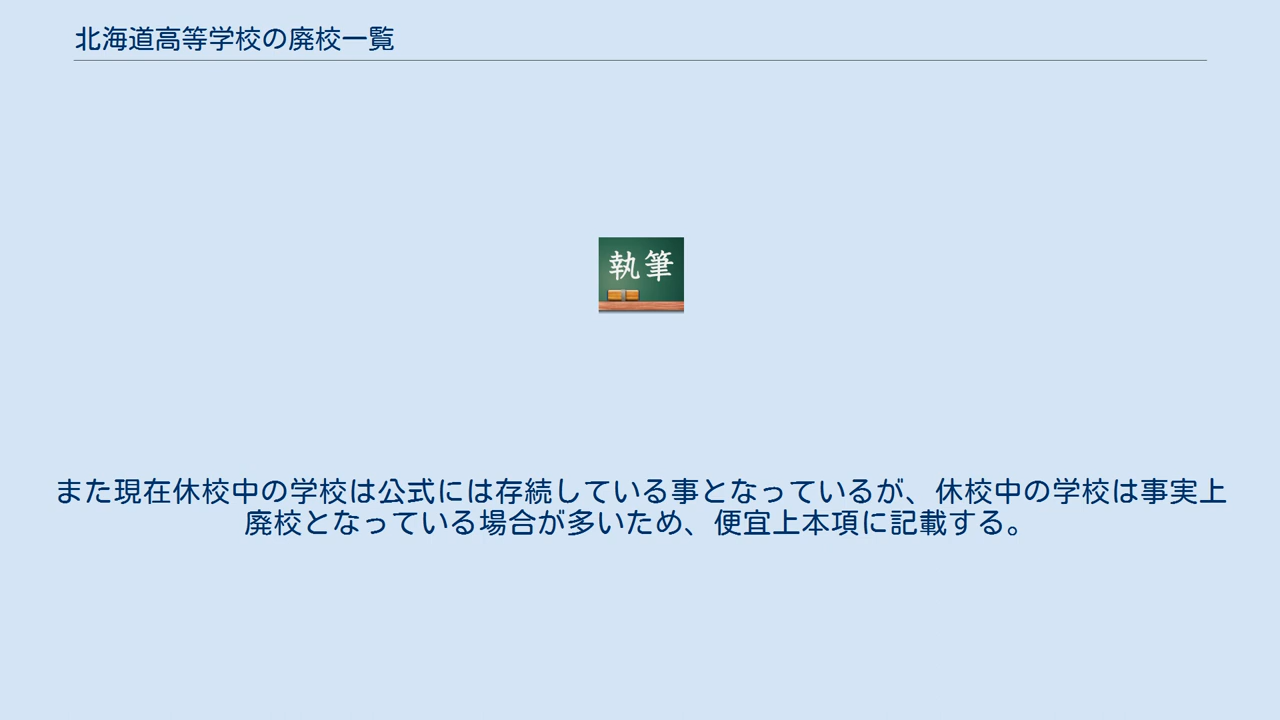 北海道高等学校の廃校一覧
執筆
また現在休校中の学校は公式には存続している事となっているが、休校中の学校は事実上
廃校となっている場合が多いため、便宜上本項に記載する。